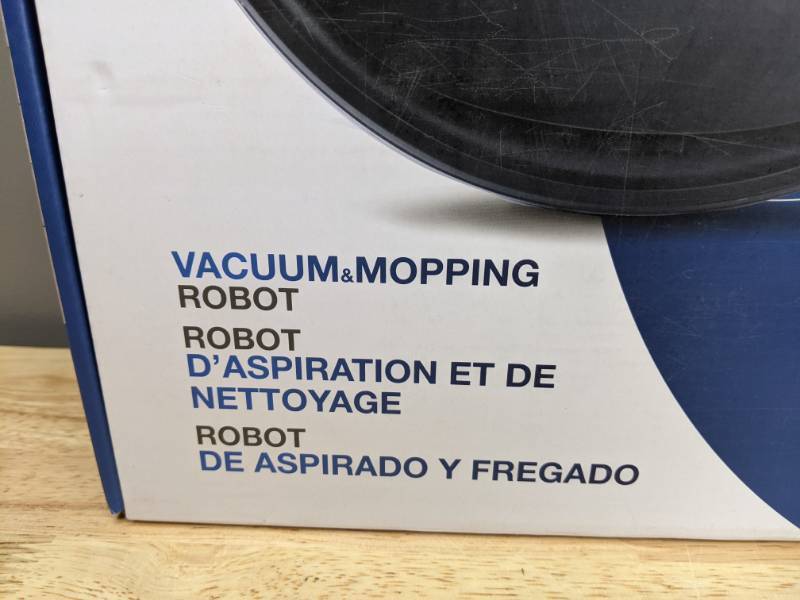 VACUUM&MOPPING
ROBOT
ROBOT
D'ASPIRATION ET DE
NETTOYAGE
ROBOT
DE ASPIRADO Y FREGADO